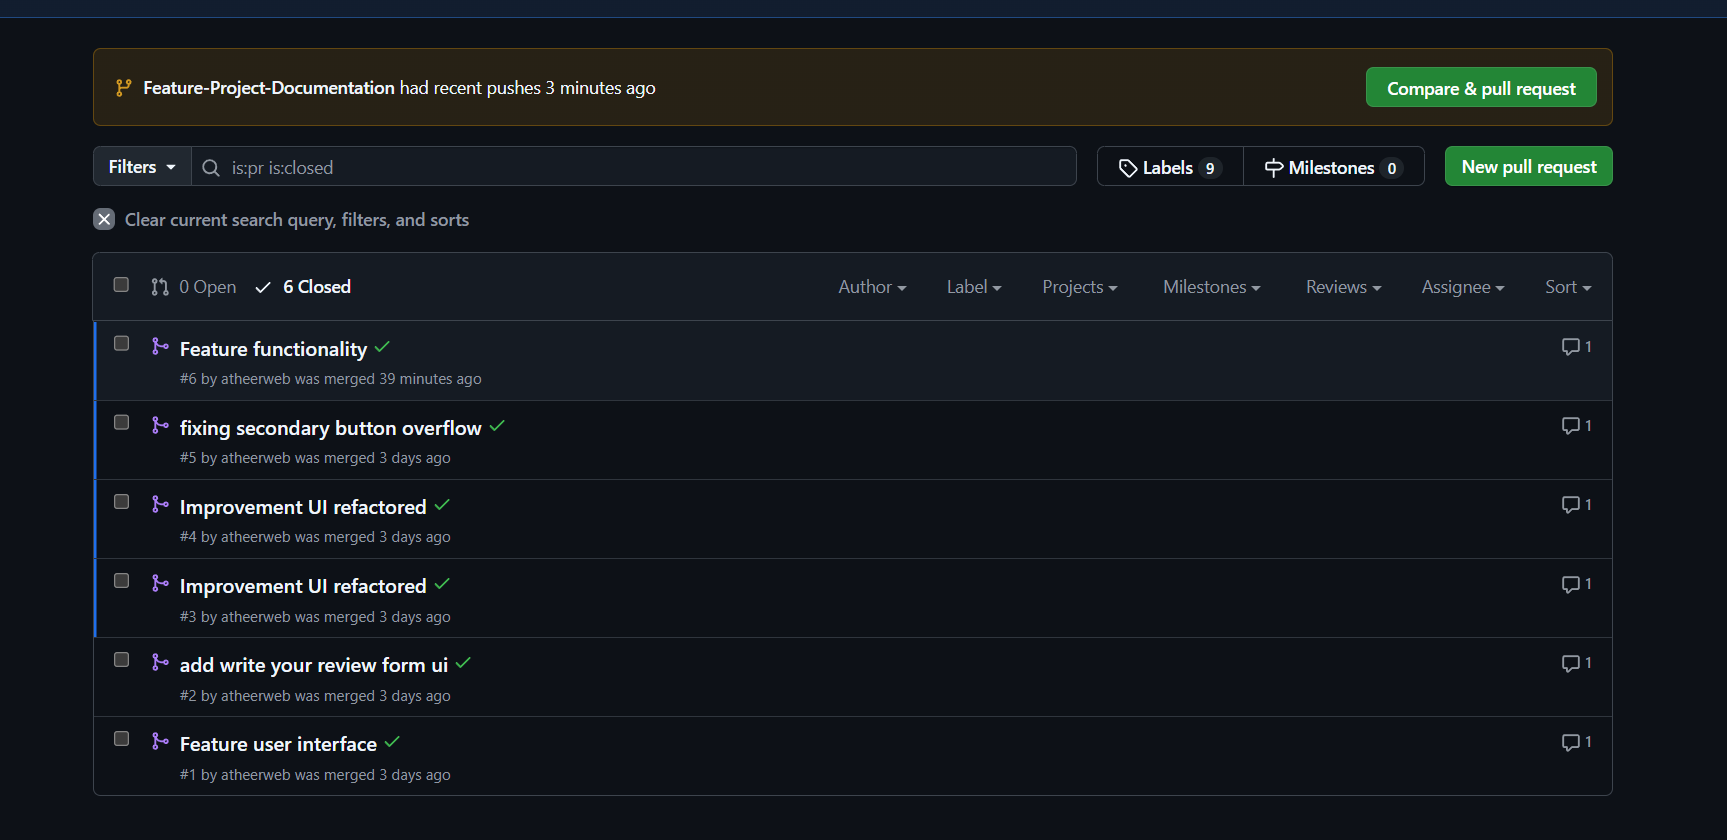 Feature-Project-Documentation had recent pushes 3 minutes ago
Compare & pull request
Filters
is:pr is:closed
Labels 9
Milestones 0
New pull request
Clear current search query, filters, and sorts
0 Open
6 Closed
Author
Label
Projects
Milestones
Reviews
Assignee
Sort
Feature functionality
1
#6 by atheerweb was merged 39 minutes ago
fixing secondary button overflow
1
#5 by atheerweb was merged 3 days ago
Improvement UI refactored
1
#4 by atheerweb was merged 3 days ago
Improvement UI refactored
1
#3 by atheerweb was merged 3 days ago
add write your review form ui
1
#2 by atheerweb was merged 3 days ago
Feature user interface
1
#1 by atheerweb was merged 3 days ago